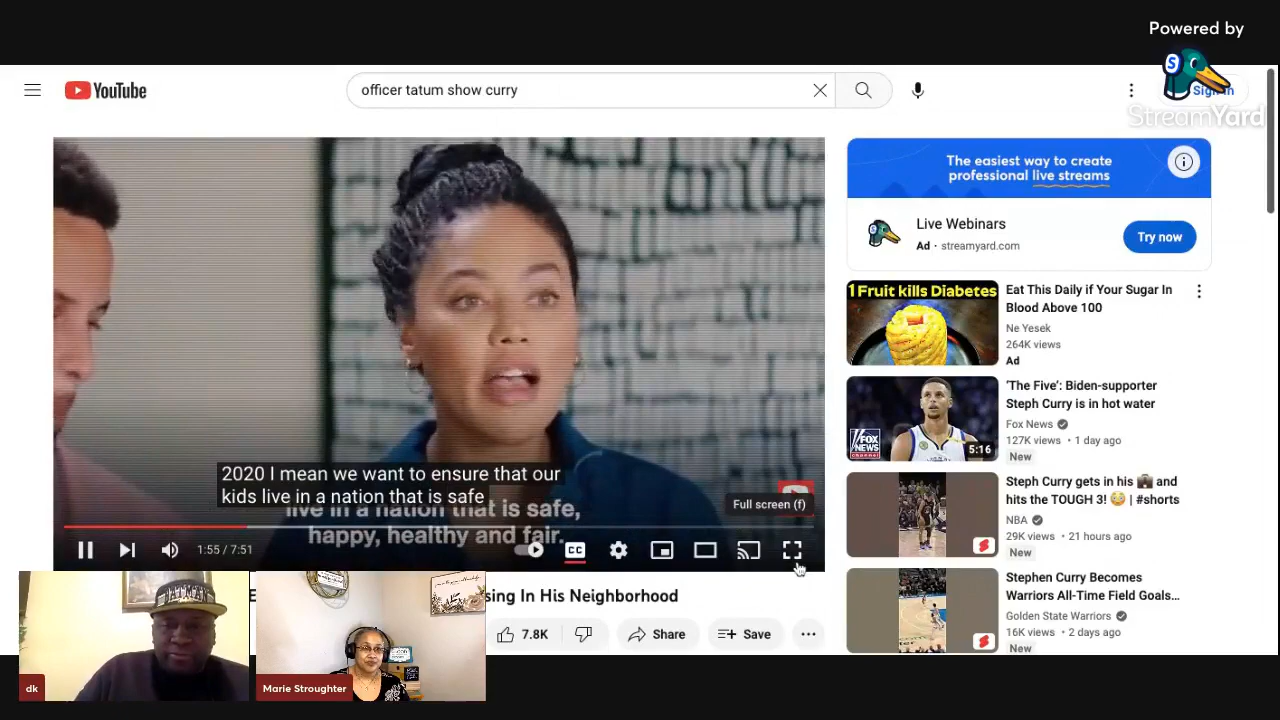 Powered by
S
StreamYard
YouTube
officer tatum show curry
Sign in
The easiest way to create
professional live streams
Live Webinars
Ad · streamyard.com
Try now
1 Fruit kills Diabetes
Eat This Daily if Your Sugar In
Blood Above 100
Ne Yesek
264K views
Ad
'The Five': Biden-supporter
Steph Curry is in hot water
Fox News
127K views · 1 day ago
New
FOX
NEWS
channel
5:16
Steph Curry gets in his 💼 and
hits the TOUGH 3! 😳 | #shorts
NBA
29K views · 21 hours ago
New
Stephen Curry Becomes
Warriors All-Time Field Goals...
Golden State Warriors
16K views · 2 days ago
New
2020 I mean we want to ensure that our
kids live in a nation that is safe
live in a nation that is safe,
happy, healthy and fair.
Full screen (f)
1:55 / 7:51
CC
sing In His Neighborhood
7.8K
Share
Save
dk
Marie Stroughter